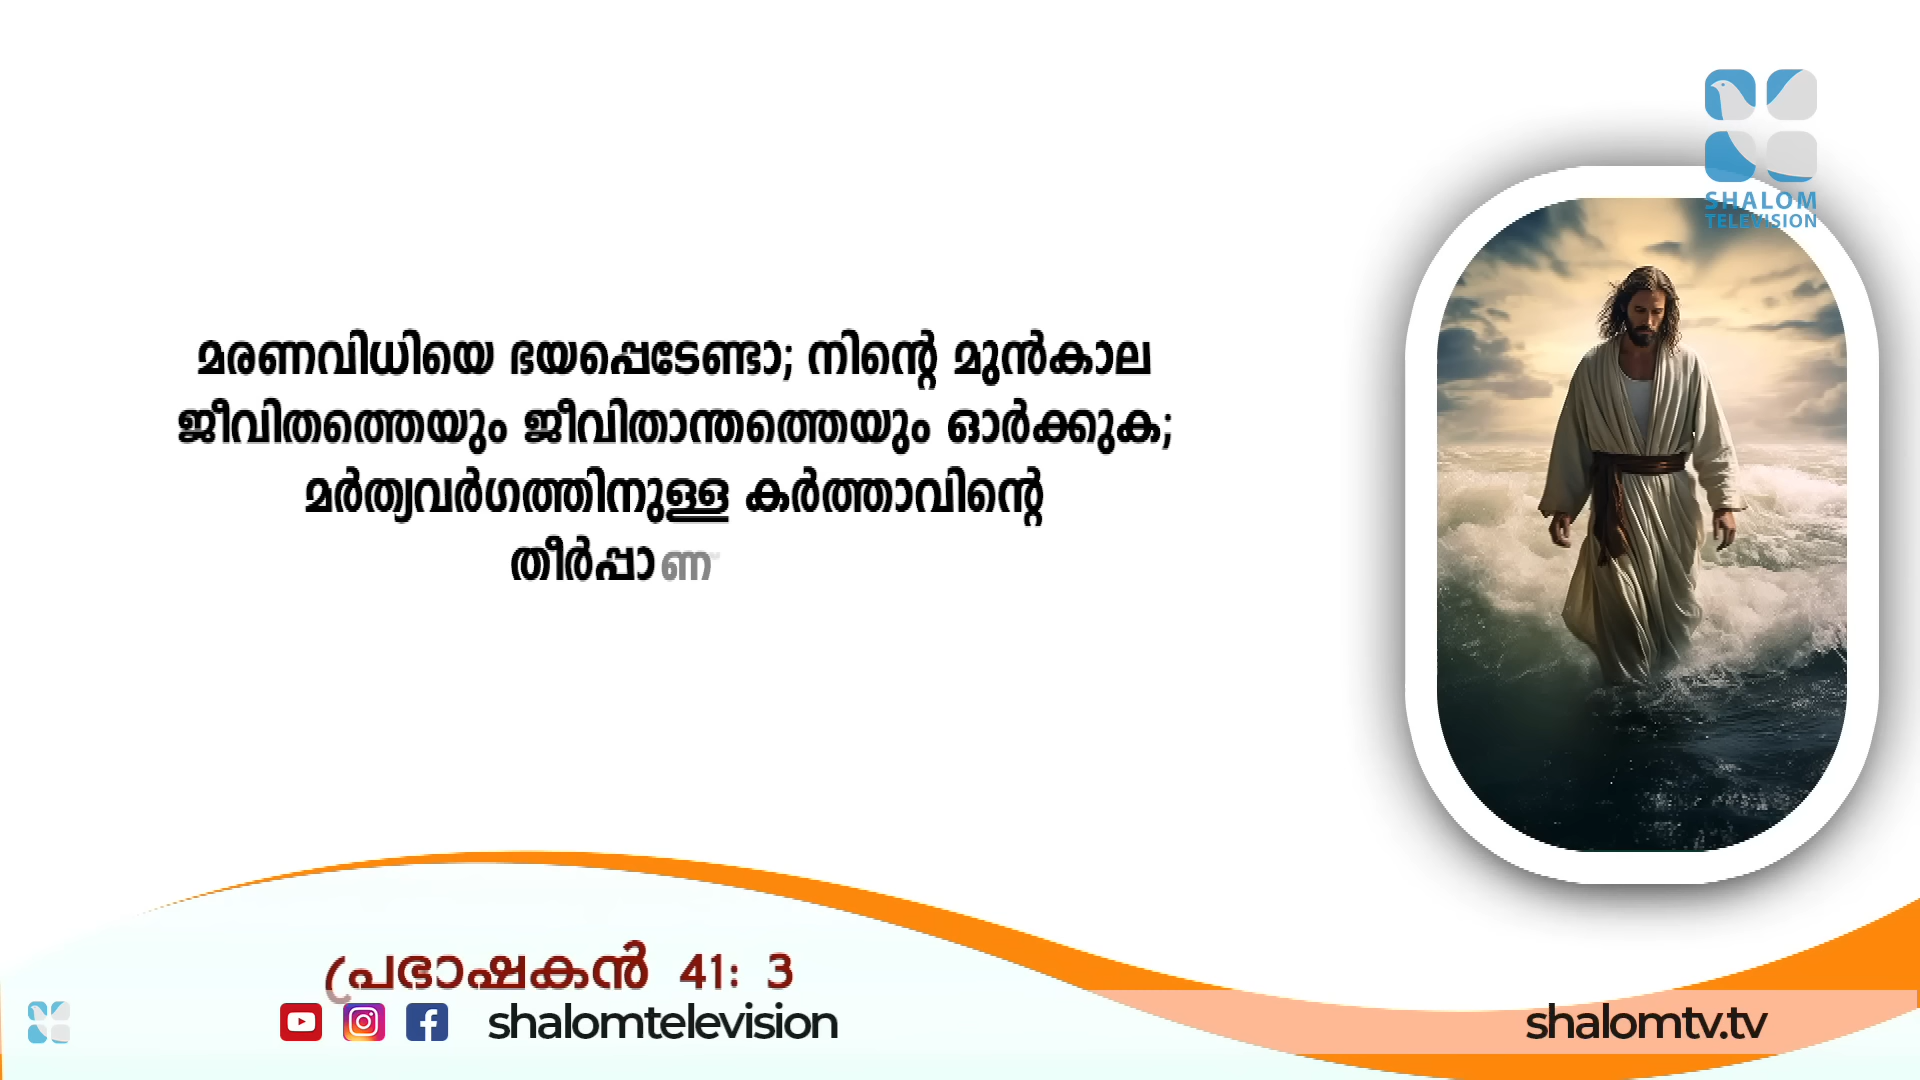 SHALOM
TELEVISION
മരണവിധിയെ ഭയപ്പെടേണ്ടാ; നിന്റെ മുൻകാല
ജീവിതത്തെയും ജീവിതാന്തത്തെയും ഓർക്കുക;
മർത്യവർഗത്തിനുള്ള കർത്താവിന്റെ
തീർപ്പാണ
പ്രഭാഷകൻ 41: 3
shalomtelevision
shalomtv.tv